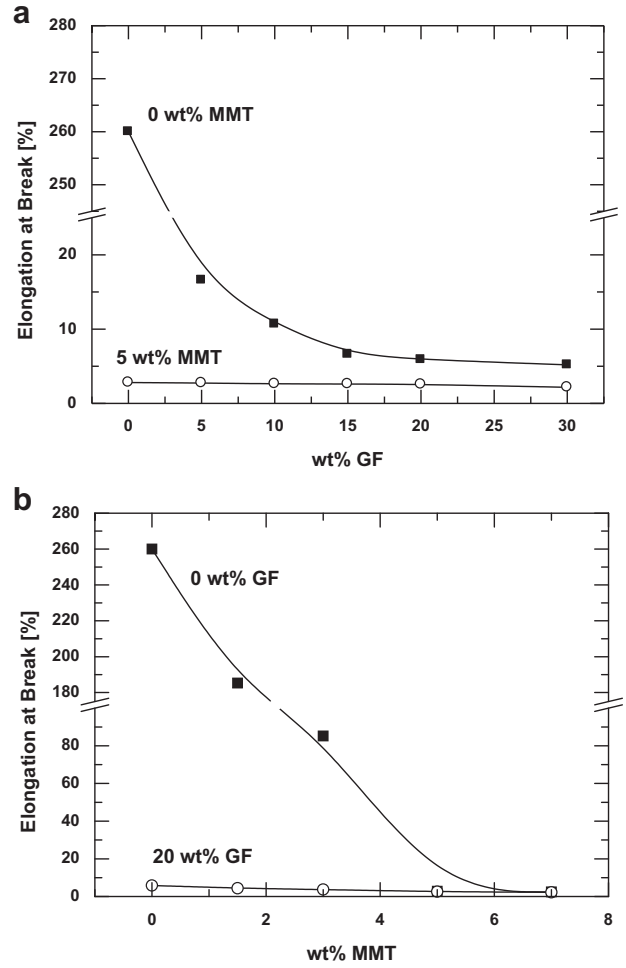 a
280
270
260
250
20
10
0
Elongation at Break [%]
0 wt% MMT
5 wt% MMT
0 5 10 15 20 25 30
wt% GF
b
280
260
240
220
200
180
80
60
40
20
0
Elongation at Break [%]
0 wt% GF
20 wt% GF
0 2 4 6 8
wt% MMT